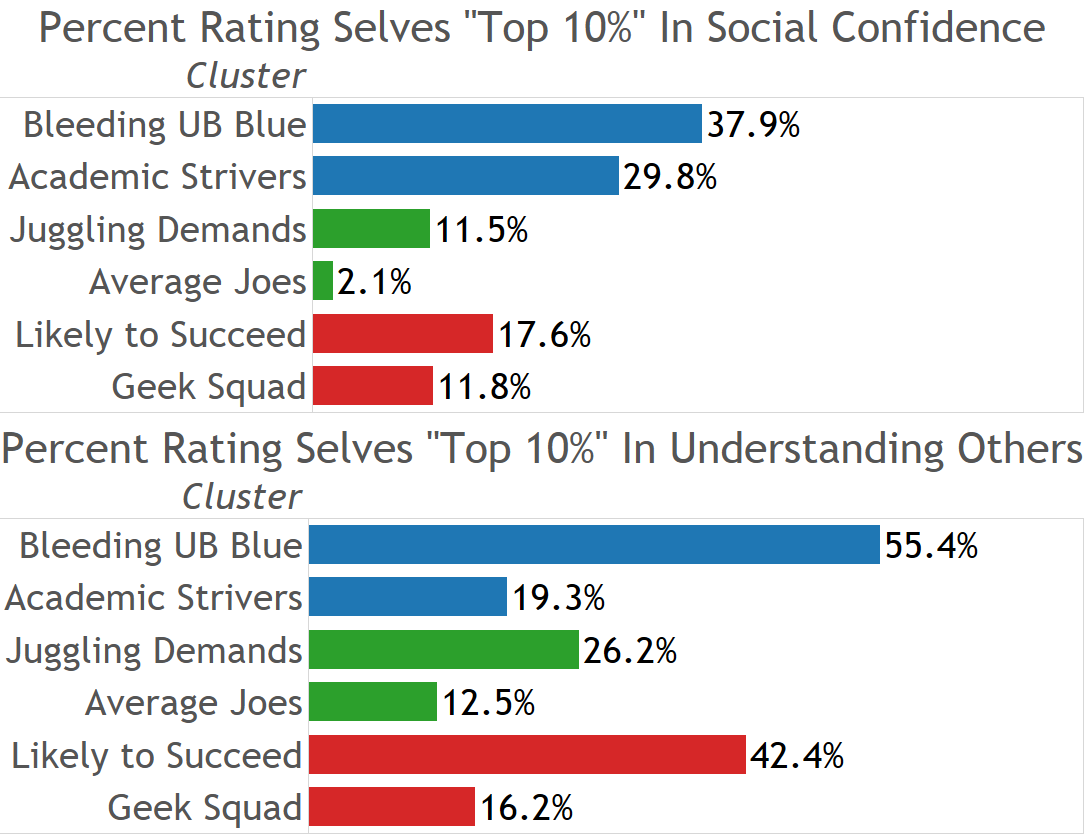 Percent Rating Selves "Top 10%" In Social Confidence
Cluster
Bleeding UB Blue 37.9%
Academic Strivers 29.8%
Juggling Demands 11.5%
Average Joes 2.1%
Likely to Succeed 17.6%
Geek Squad 11.8%
Percent Rating Selves "Top 10%" In Understanding Others
Cluster
Bleeding UB Blue 55.4%
Academic Strivers 19.3%
Juggling Demands 26.2%
Average Joes 12.5%
Likely to Succeed 42.4%
Geek Squad 16.2%